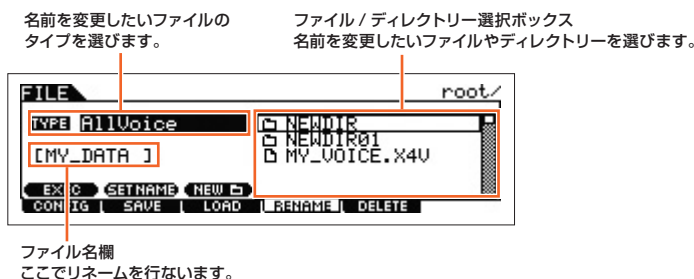 名前を変更したいファイルの
タイプを選びます。
ファイル / ディレクトリー選択ボックス
名前を変更したいファイルやディレクトリーを選びます。
FILE root/
TYPE AllVoice
NEWDIR
NEWDIR01
MY_VOICE.X4V
[MY_DATA ]
EXEC SETNAME NEW
CONFIG SAVE LOAD RENAME DELETE
ファイル名欄
ここでリネームを行ないます。